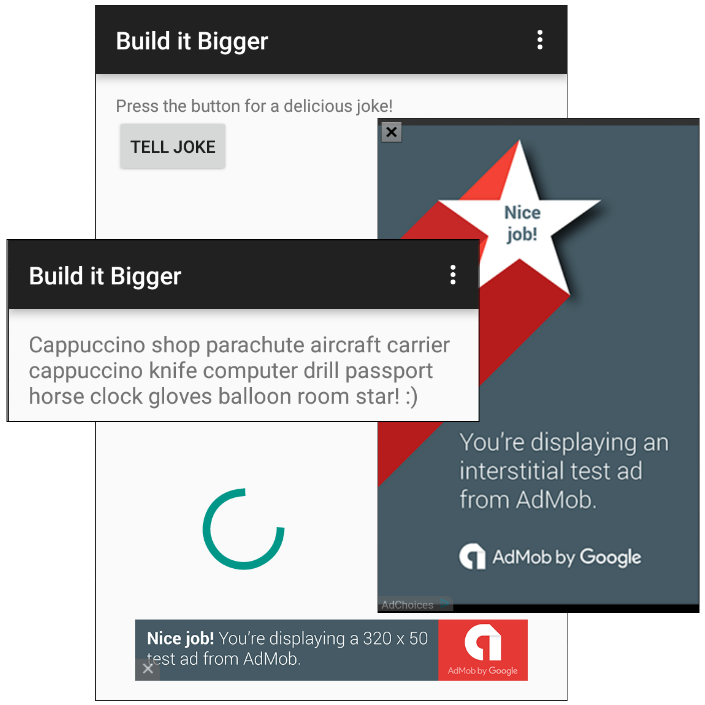 Build it Bigger
Press the button for a delicious joke!
TELL JOKE
Nice
job!
Build it Bigger
Cappuccino shop parachute aircraft carrier
cappuccino knife computer drill passport
horse clock gloves balloon room star! :)
You're displaying an
interstitial test ad
from AdMob.
AdMob by Google
AdChoices
Nice job! You're displaying a 320 x 50
test ad from AdMob.
AdMob by Google